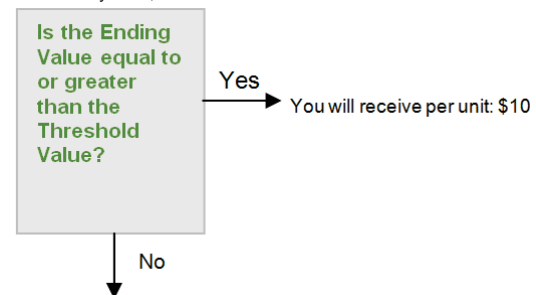 Is the Ending
Value equal to
or greater
than the
Threshold
Value?
Yes
You will receive per unit: $10
No